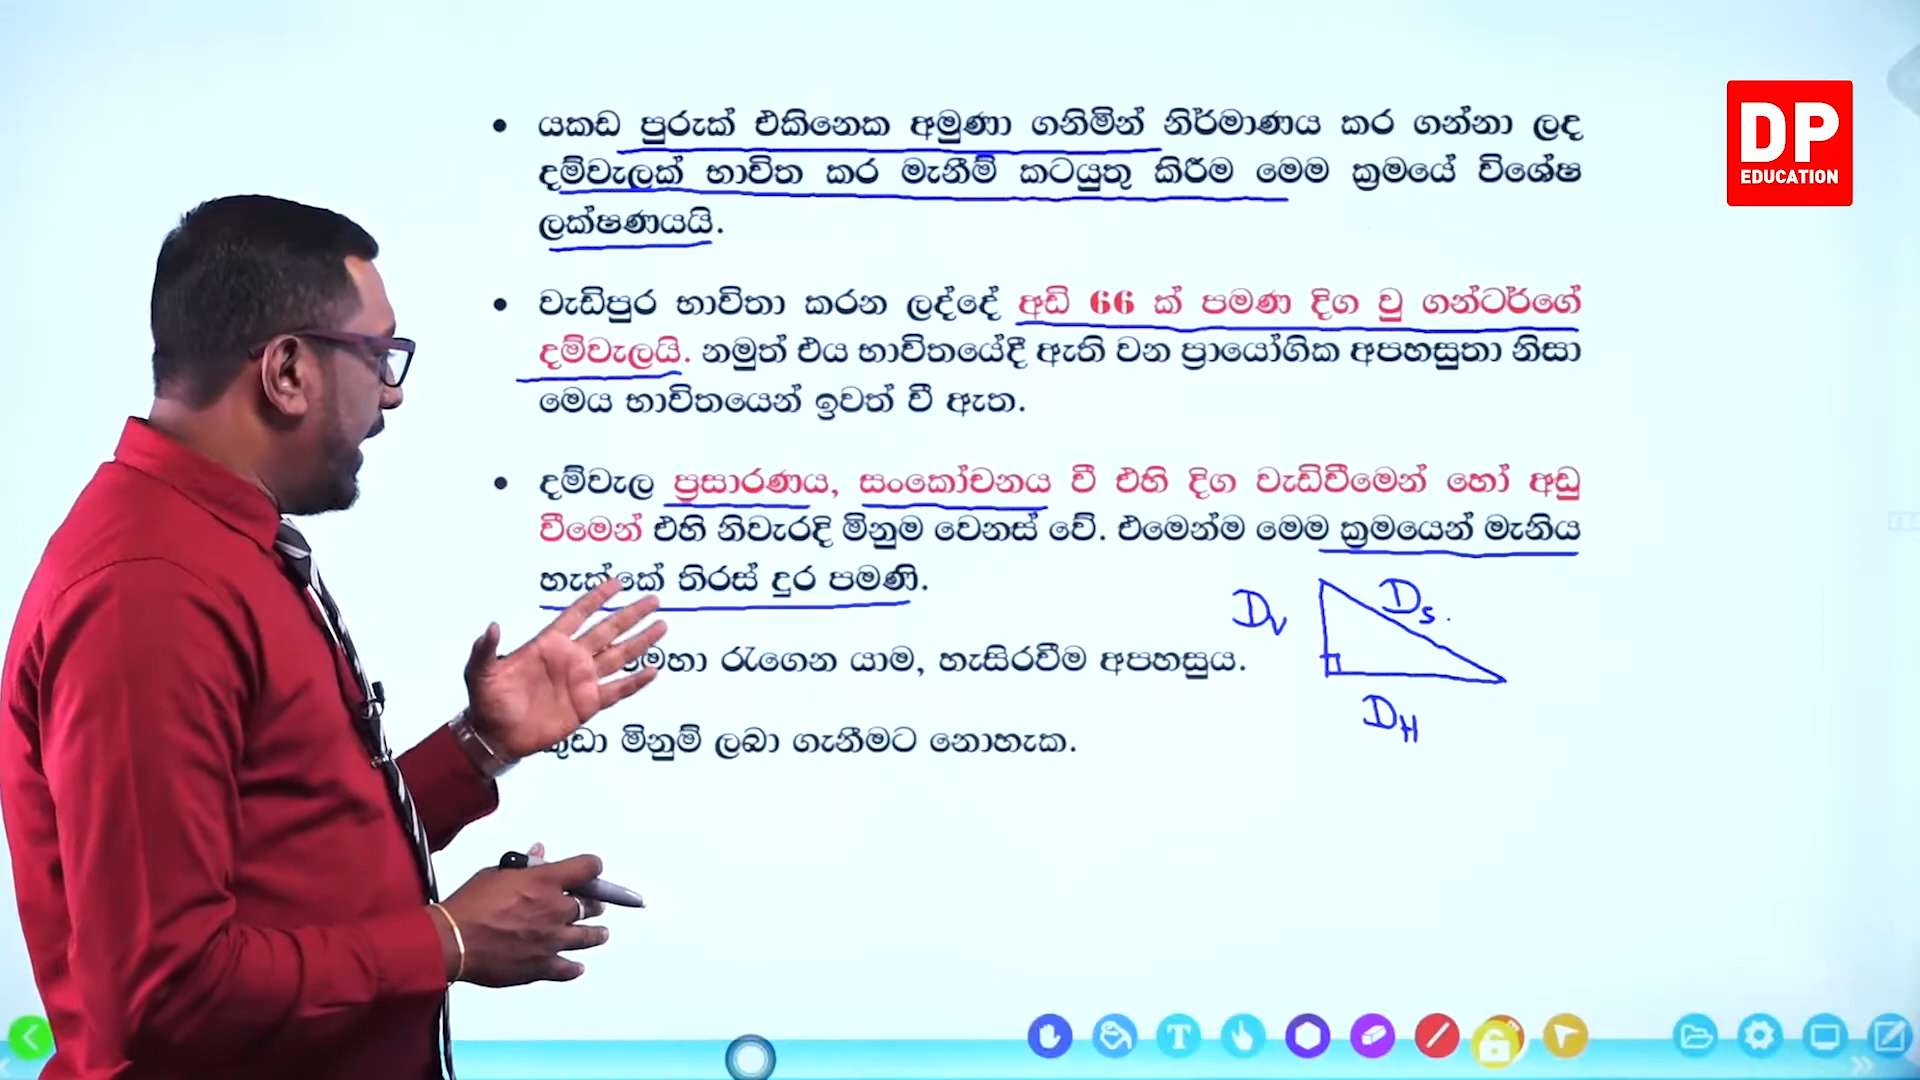 DP
EDUCATION
• යකඩ පුරුක් එකිනෙක අමුණා ගනිමින් නිර්මාණය කර ගන්නා ලද
දම්වැලක් භාවිත කර මැනීම් කටයුතු කිරීම මෙම ක්‍රමයේ විශේෂ
ලක්ෂණයයි.
• වැඩිපුර භාවිතා කරන ලද්දේ අඩි 66 ක් පමණ දිග වු ගන්ටර්ගේ
දම්වැලයි. නමුත් එය භාවිතයේදී ඇති වන ප්‍රායෝගික අපහසුතා නිසා
මෙය භාවිතයෙන් ඉවත් වී ඇත.
• දම්වැල ප්‍රසාරණය, සංකෝචනය වී එහි දිග වැඩිවීමෙන් හෝ අඩු
වීමෙන් එහි නිවැරදි මිනුම වෙනස් වේ. එමෙන්ම මෙම ක්‍රමයෙන් මැනිය
හැක්කේ තිරස් දුර පමණි.
Dv Ds.
රැගෙන යාම, හැසිරවීම අපහසුය.
DH
කුඩා මිනුම් ලබා ගැනීමට නොහැක.